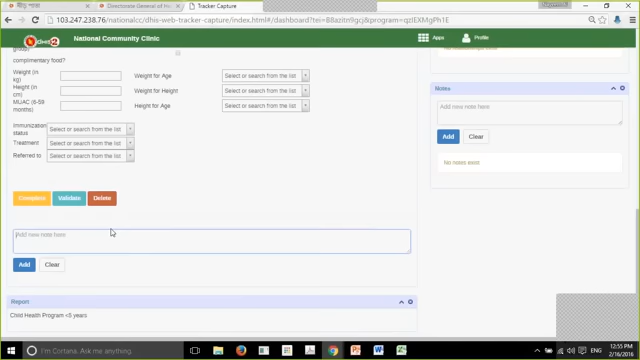 Directorate General of He
Tracker Capture
103.247.238.76/nationalcc/dhis-web-tracker-capture/index.html#/dashboard?tei=B8azitn9gcj&program=qzIEXMgPh1E
dhis2
National Community Clinic
Apps
Profile
complimentary food?
Weight (in kg)
Weight for Age
Select or search from the list
Height (in cm)
Weight for Height
Select or search from the list
MUAC (6-59 months)
Height for Age
Select or search from the list
Immunization status
Select or search from the list
Treatment
Select or search from the list
Referred to
Select or search from the list
Complete
Validate
Delete
Add new note here
Add
Clear
Report
Child Health Program <5 years
Notes
Add new note here
Add
Clear
No notes exist
I'm Cortana. Ask me anything.
12:55 PM
2/16/2016